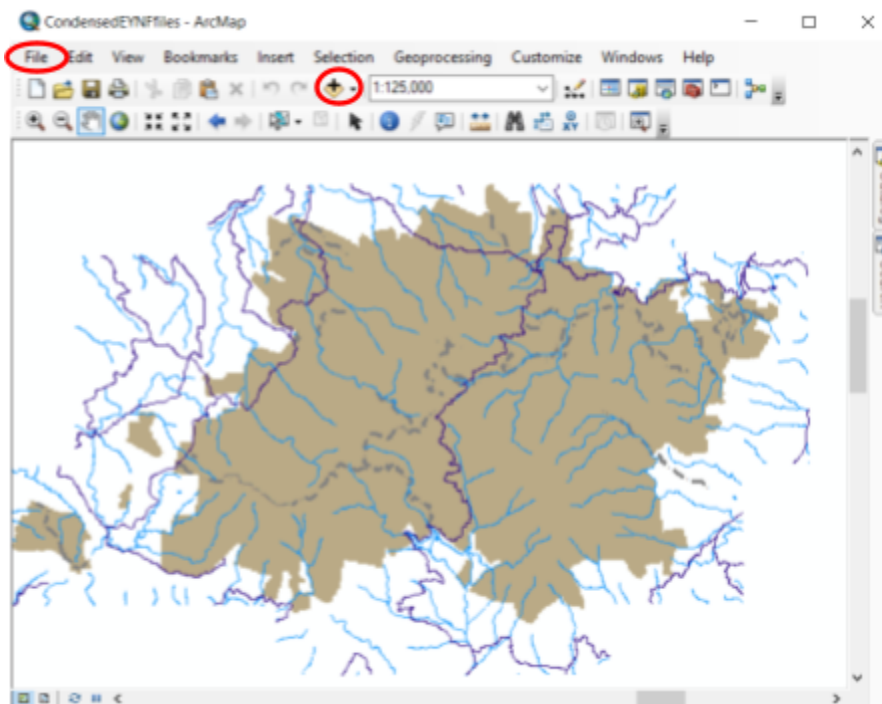 CondensedEYNFfiles - ArcMap
File Edit View Bookmarks Insert Selection Geoprocessing Customize Windows Help
1:125,000